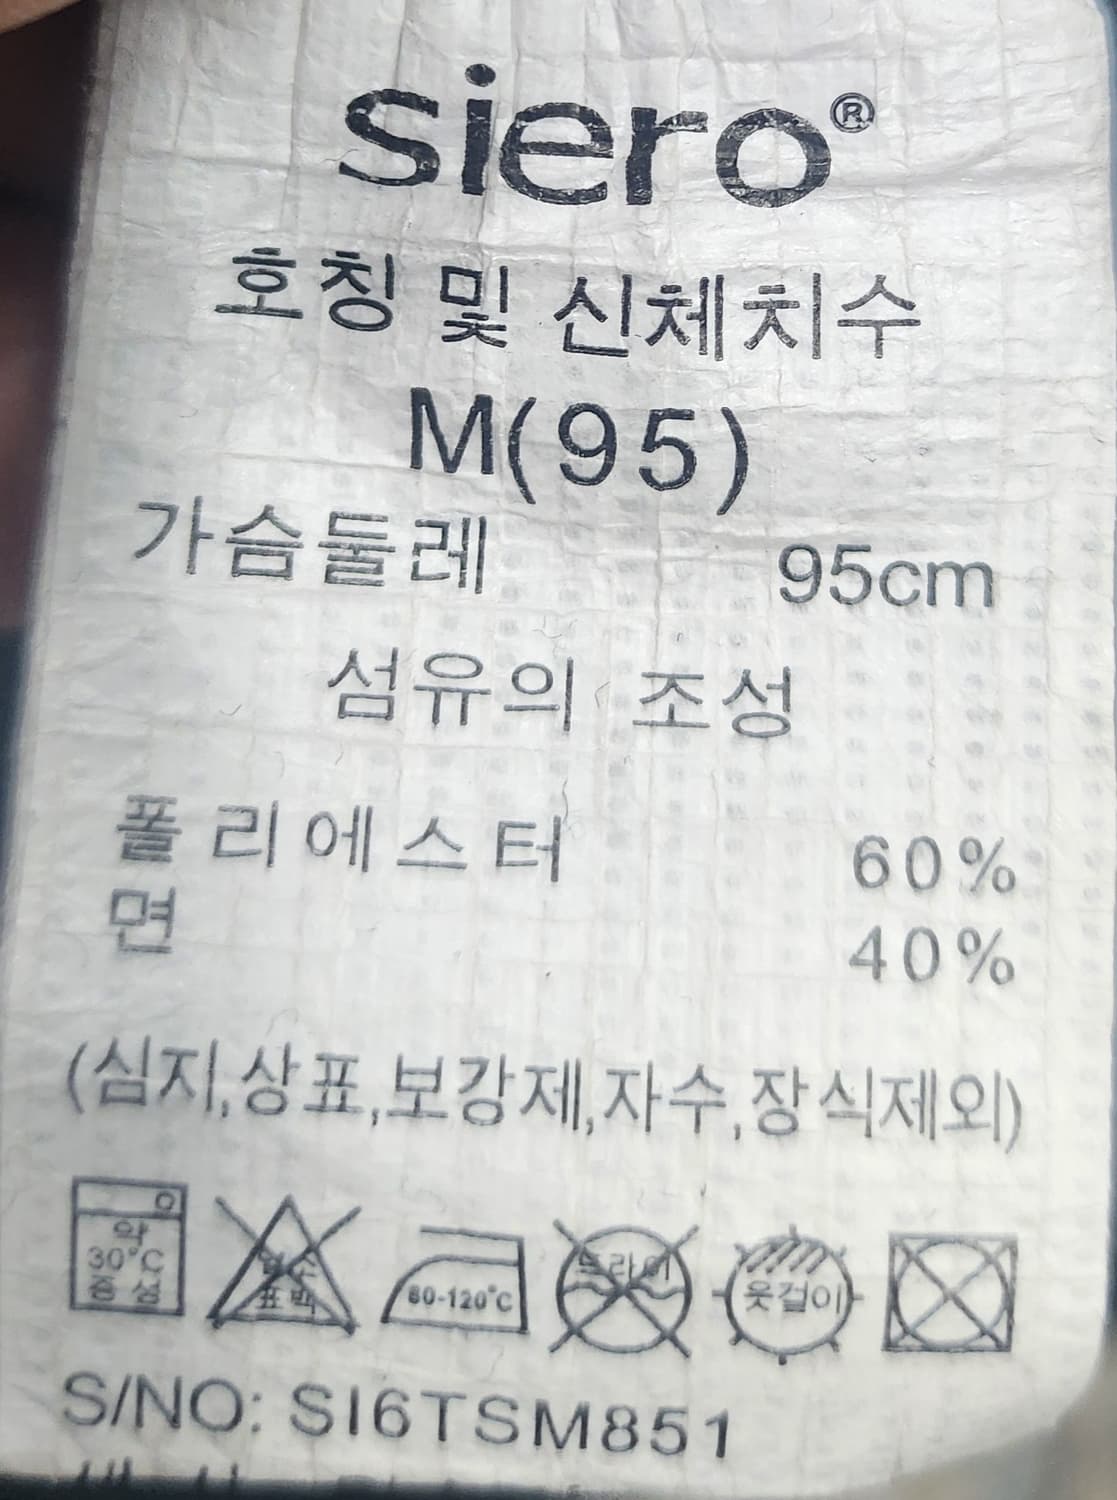 siero®
호칭 및 신체치수
M(95)
가슴둘레 95cm
섬유의 조성
폴리에스터 60%
면 40%
(심지,상표,보강제,자수,장식제외)
약
30°C
중성
염소
표백
80-120°C
드라이
옷걸이
S/NO: SI6TSM851